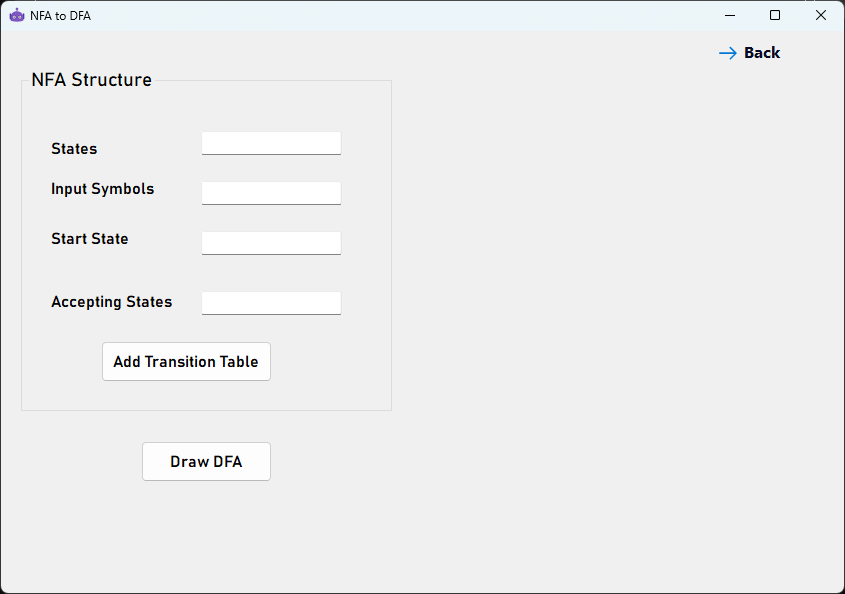 NFA to DFA
Back
NFA Structure
States
Input Symbols
Start State
Accepting States
Add Transition Table
Draw DFA